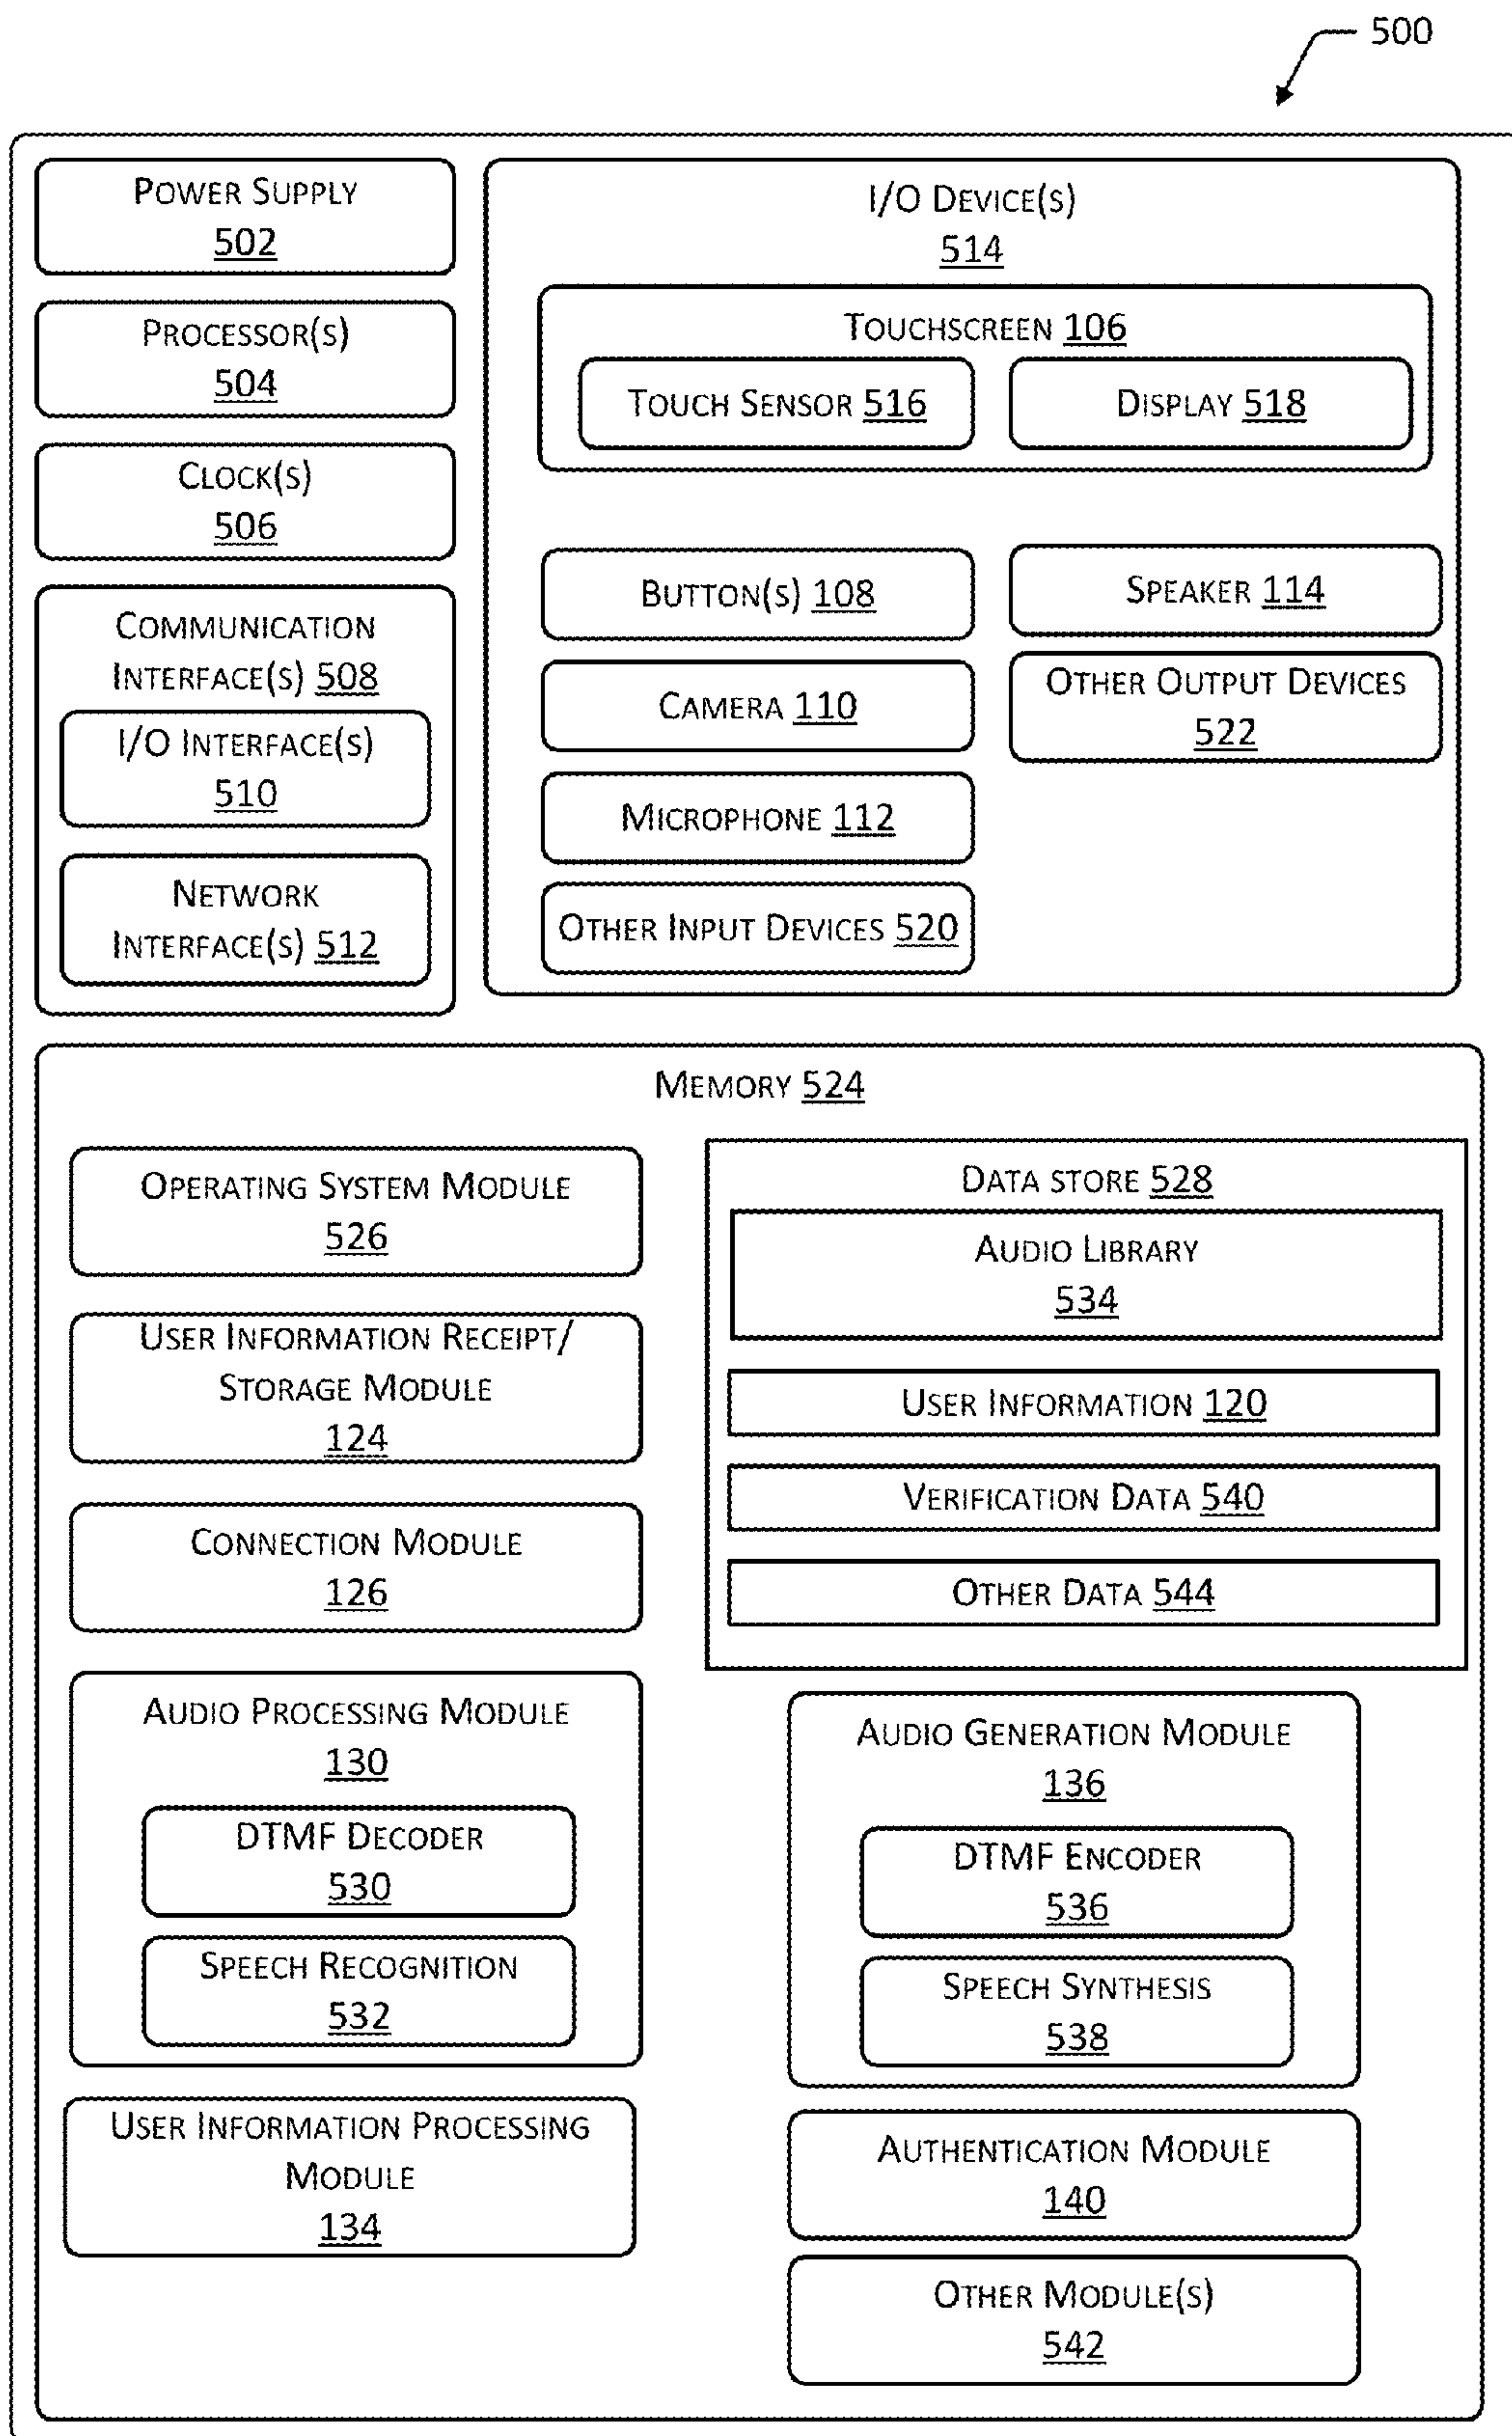 500
Power Supply
502
Processor(s)
504
Clock(s)
506
Communication
Interface(s) 508
I/O Interface(s)
510
Network
Interface(s) 512
I/O Device(s)
514
Touchscreen 106
Touch Sensor 516
Display 518
Button(s) 108
Camera 110
Microphone 112
Other Input Devices 520
Speaker 114
Other Output Devices
522
Memory 524
Operating System Module
526
User Information Receipt/
Storage Module
124
Connection Module
126
Audio Processing Module
130
DTMF Decoder
530
Speech Recognition
532
User Information Processing
Module
134
Data store 528
Audio Library
534
User Information 120
Verification Data 540
Other Data 544
Audio Generation Module
136
DTMF Encoder
536
Speech Synthesis
538
Authentication Module
140
Other Module(s)
542